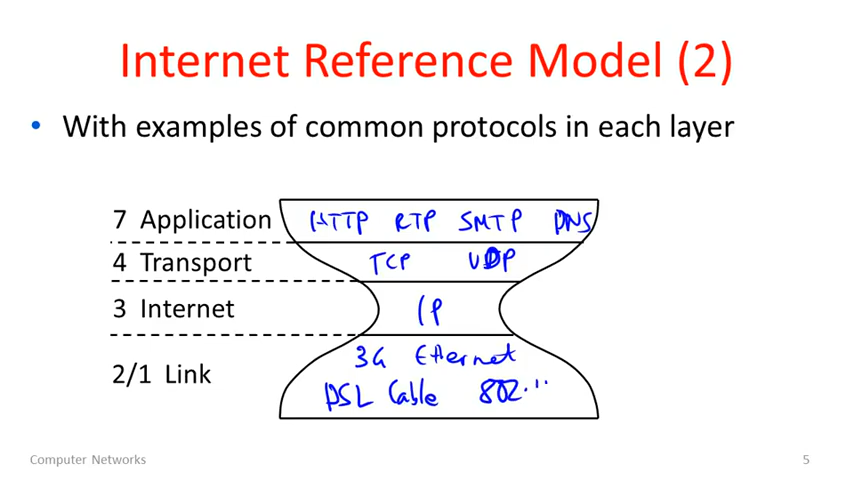 Internet Reference Model (2)
• With examples of common protocols in each layer
7 Application HTTP RTP SMTP DNS
4 Transport TCP UDP
3 Internet IP
3G Ethernet
2/1 Link
DSL Cable 802...
Computer Networks 5